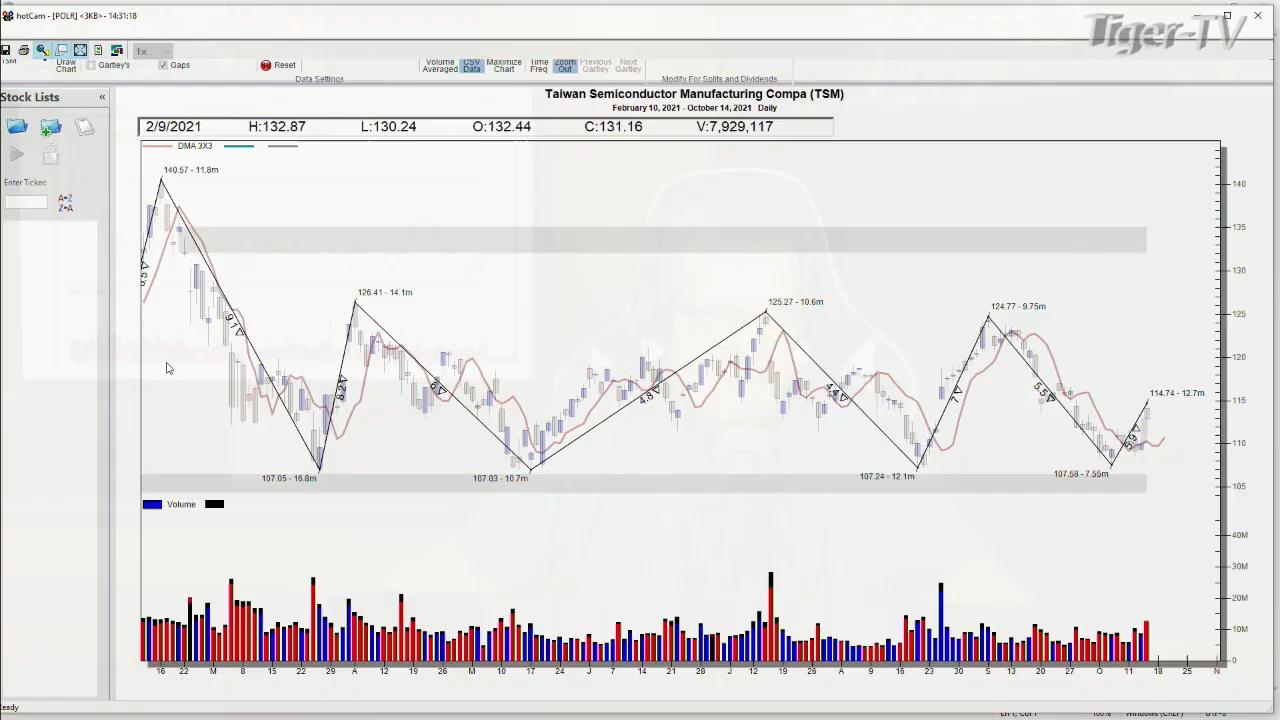 hotCam - [POLR] <3KB> - 14:31:18
Tiger-TV
1x
Draw
Chart
Gartley's
Gaps
Reset
Data Settings
Volume
Averaged
CSV
Data
Maximize
Chart
Time
Freq
Zoom
Out
Previous
Gartley
Next
Gartley
Modify For Splits and Dividends
Stock Lists «
Enter Ticker:
A=Z
Z=A
Taiwan Semiconductor Manufacturing Compa (TSM)
February 10, 2021 - October 14, 2021 Daily
2/9/2021 H:132.87 L:130.24 O:132.44 C:131.16 V:7,929,117
DMA 3X3
140.57 - 11.8m
126.41 - 14.1m
125.27 - 10.6m
124.77 - 9.75m
114.74 - 12.7m
107.05 - 16.8m
107.03 - 10.7m
107.24 - 12.1m
107.58 - 7.55m
140
135
130
125
120
115
110
105
Volume
40M
30M
20M
10M
0
16 22 M 8 15 22 A 12 19 26 M 10 17 24 J 7 14 21 J 12 19 26 A 9 16 23 30 S 13 20 27 O 11 18 25 N